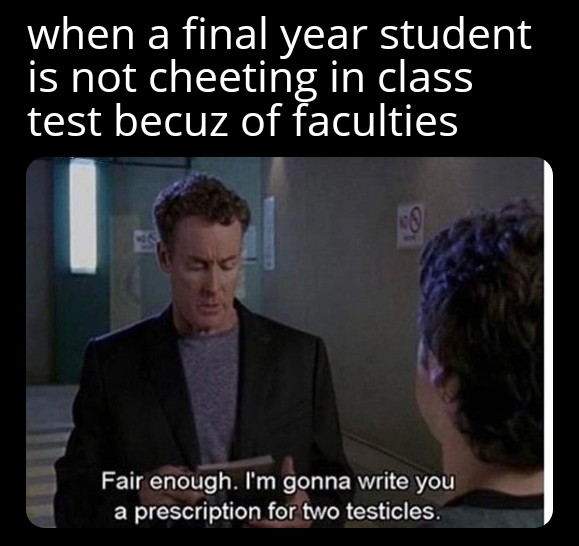 when a final year student
is not cheeting in class
test becuz of faculties
NO
Fair enough. I'm gonna write you
a prescription for two testicles.